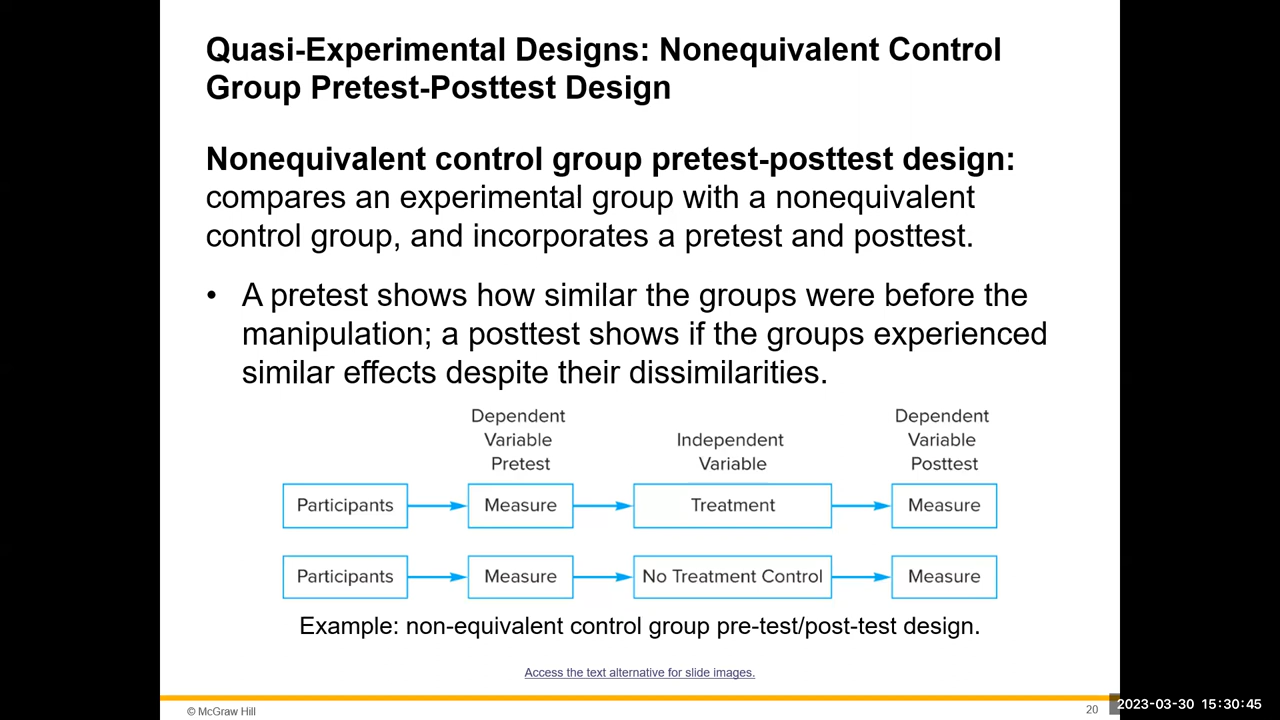 Quasi-Experimental Designs: Nonequivalent Control
Group Pretest-Posttest Design
Nonequivalent control group pretest-posttest design:
compares an experimental group with a nonequivalent
control group, and incorporates a pretest and posttest.
• A pretest shows how similar the groups were before the
manipulation; a posttest shows if the groups experienced
similar effects despite their dissimilarities.
Dependent
Variable
Pretest
Independent
Variable
Dependent
Variable
Posttest
Participants Measure Treatment Measure
Participants Measure No Treatment Control Measure
Example: non-equivalent control group pre-test/post-test design.
Access the text alternative for slide images.
© McGraw Hill
20
2023-03-30 15:30:45